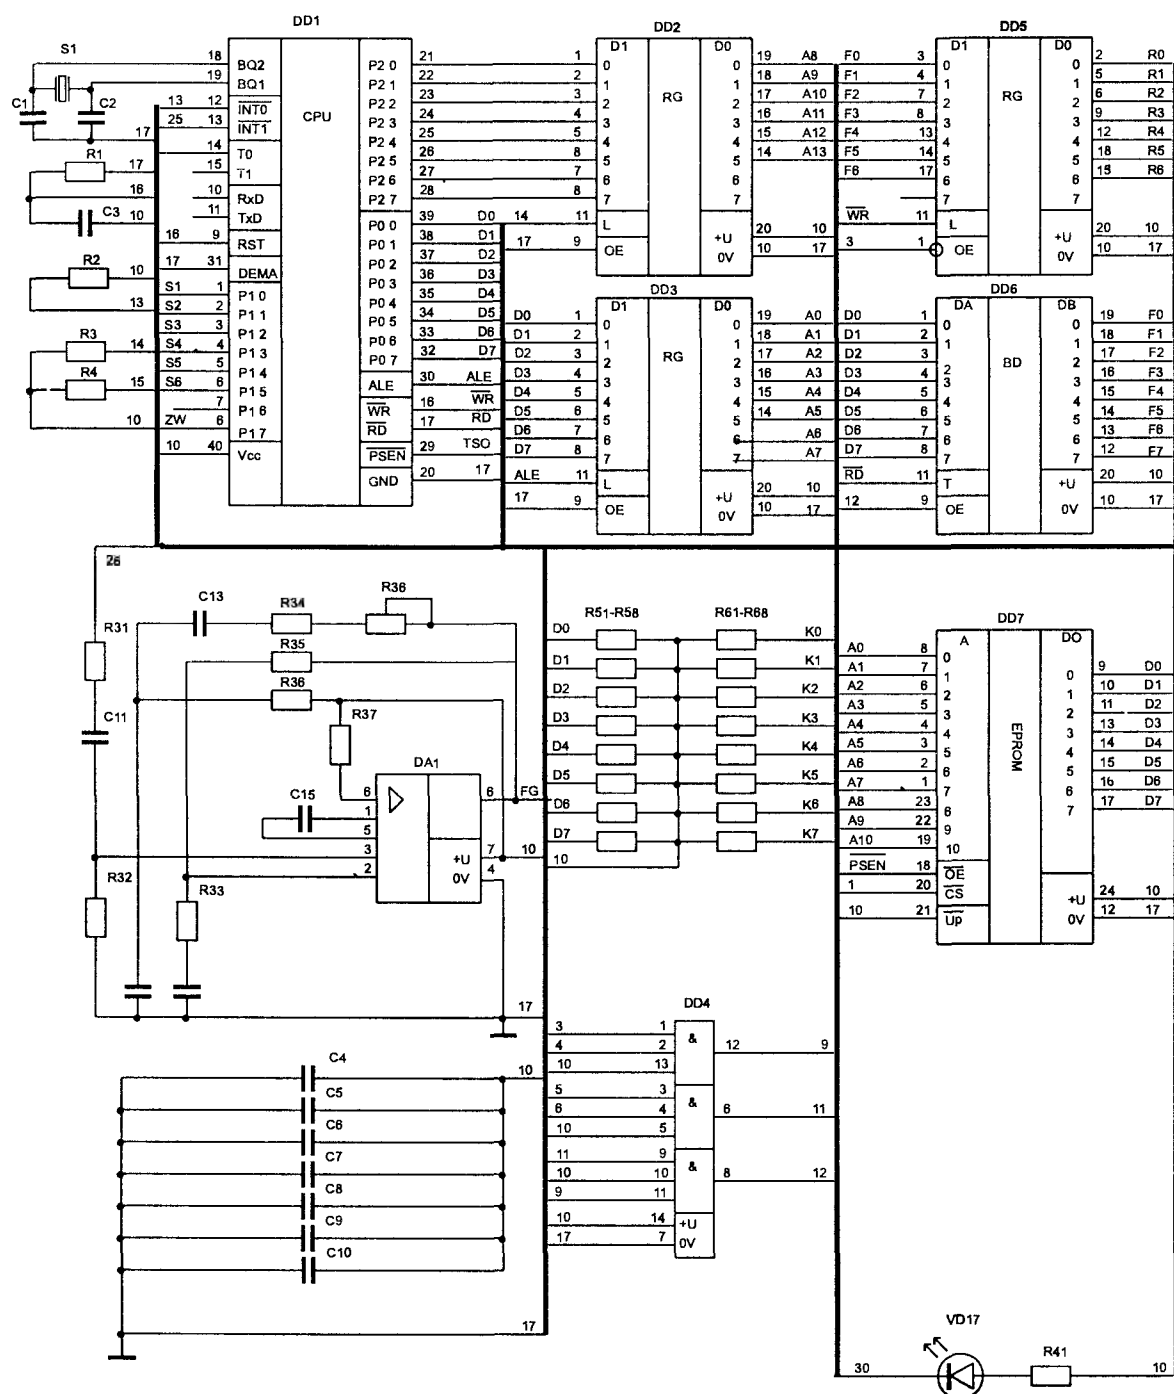 DD1
S1
C1
C2
18 BQ2
19 BQ1
13 12 INT0
25 13 INT1
17
14 T0
15 T1
10 RxD
11 TxD
16 9 RST
17 31 DEMA
S1 1 P1 0
S2 2 P1 1
S3 3 P1 2
S4 4 P1 3
S5 5 P1 4
S6 6 P1 5
7 P1 6
ZW 8 P1 7
10 40 Vcc
R1
17
16
C3
10
R2
10
13
R3
14
R4
15
10
CPU
P2 0 21
P2 1 22
P2 2 23
P2 3 24
P2 4 25
P2 5 26
P2 6 27
P2 7 28
P0 0 39 D0
P0 1 38 D1
P0 2 37 D2
P0 3 36 D3
P0 4 35 D4
P0 5 34 D5
P0 6 33 D6
P0 7 32 D7
ALE 30 ALE
WR 16 WR
RD 17 RD
PSEN 29 TSO
GND 20 17
DD2
D1
RG
D0
1 0
2 1
3 2
4 3
5 4
8 5
7 6
8 7
14 11 L
17 9 OE
0 19 A8
1 18 A9
2 17 A10
3 16 A11
4 15 A12
5 14 A13
6
7
+U 20 10
0V 10 17
DD3
D1
RG
D0
D0 1 0
D1 2 1
D2 3 2
D3 4 3
D4 5 4
D5 6 5
D6 7 6
D7 8 7
ALE 11 L
17 9 OE
0 19 A0
1 18 A1
2 17 A2
3 16 A3
4 15 A4
5 14 A5
6 A6
7 A7
+U 20 10
0V 10 17
DD5
D1
RG
D0
F0 3 0
F1 4 1
F2 7 2
F3 8 3
F4 13 4
F5 14 5
F6 17 6
7
WR 11 L
3 1 OE
0 2 R0
1 5 R1
2 6 R2
3 9 R3
4 12 R4
5 18 R5
6 15 R6
7
+U 20 10
0V 10 17
DD6
DA
BD
DB
D0 1 0
D1 2 1
D2 3 2
D3 4 3
D4 5 4
D5 6 5
D6 7 6
D7 8 7
RD 11 T
12 9 OE
0 19 F0
1 18 F1
2 17 F2
3 16 F3
4 15 F4
5 14 F5
6 13 F6
7 12 F7
+U 20 10
0V 10 17
R31
C11
R32
C13
R34
R36
R35
R36
R37
DA1
C15
R33
6
1
5
3
2
6 FG
+U 7 10
0V 4
17
R51-R58
R61-R68
D0 K0
D1 K1
D2 K2
D3 K3
D4 K4
D5 K5
D6 K6
D7 K7
10
DD7
A
EPROM
DO
A0 8 0
A1 7 1
A2 6 2
A3 5 3
A4 4 4
A5 3 5
A6 2 6
A7 1 7
A8 23 8
A9 22 9
A10 19 10
PSEN 18 OE
1 20 CS
10 21 Up
0 9 D0
1 10 D1
2 11 D2
3 13 D3
4 14 D4
5 15 D5
6 16 D6
7 17 D7
+U 24 10
0V 12 17
DD4
3 1 &
4 2 12 9
10 13
5 3 &
6 4 6 11
10 5
11 9 &
10 10 8 12
9 11
10 14 +U
17 7 0V
C4
10
C5
C6
C7
C8
C9
C10
17
VD17
30
R41
10